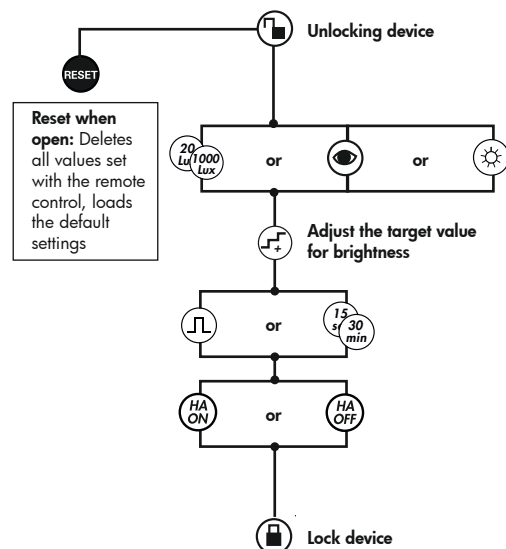 Unlocking device
RESET
Reset when
open: Deletes
all values set
with the remote
control, loads
the default
settings
20
Lu
1000
Lux
or
or
Adjust the target value
for brightness
+
or
15
se
30
min
HA
ON
or
HA
OFF
Lock device